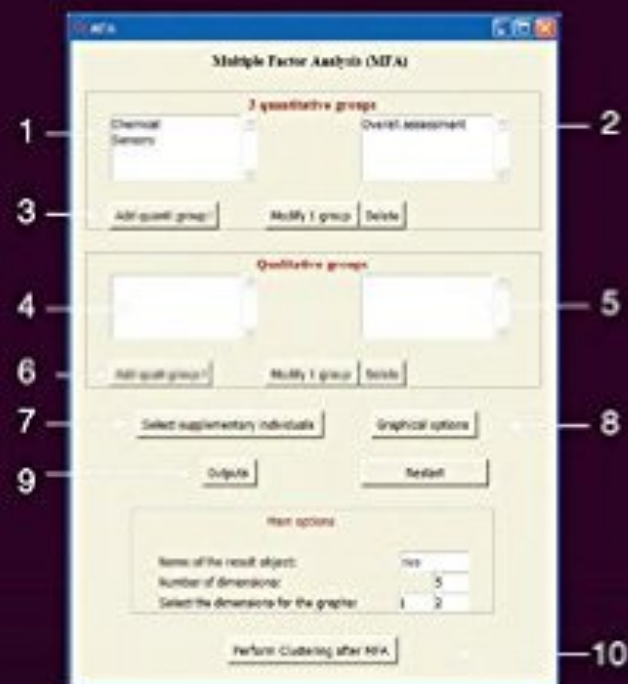 MFA
Multiple Factor Analysis (MFA)
3 quantitative groups
1
Chemical
Sensory
Overall assessment
2
3
Add quanti group
Modify 1 group
Delete
Qualitative groups
4
5
6
Add quali group
Modify 1 group
Delete
7
Select supplementary individuals
Graphical options
8
9
Outputs
Restart
Main options
Name of the result object: res
Number of dimensions: 5
Select the dimensions for the graphs: 1 2
Perform Clustering after MFA
10